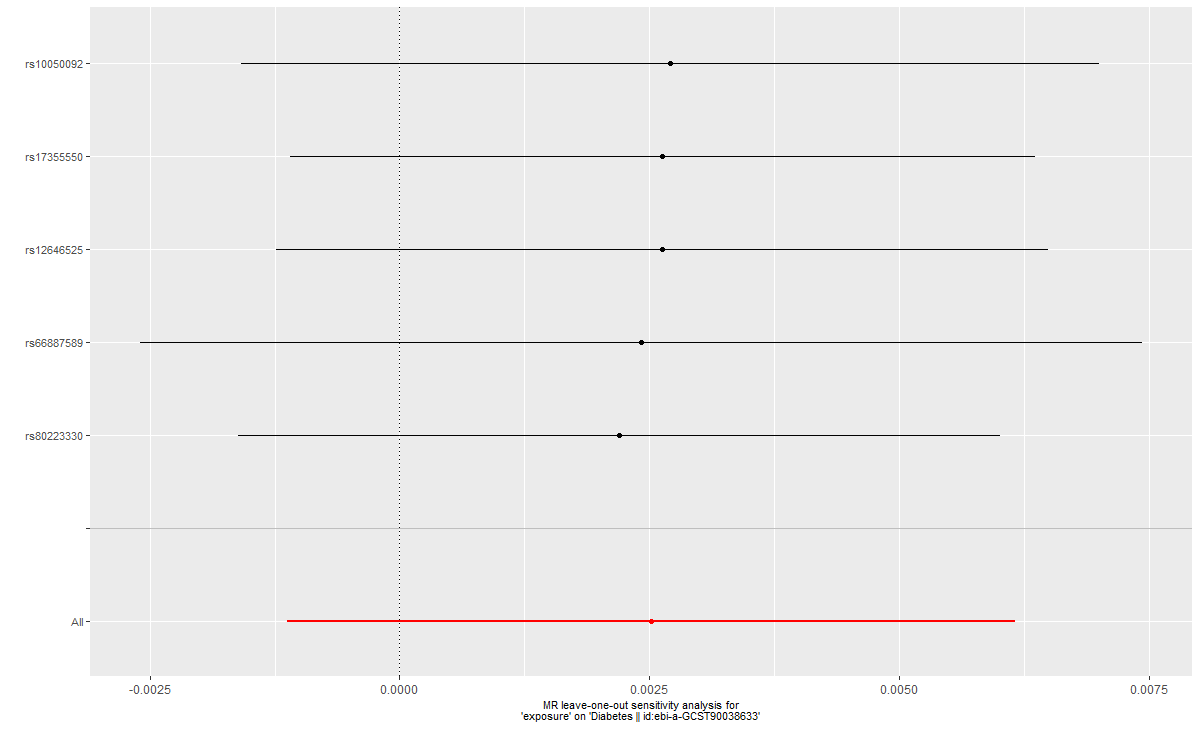 rs10050092
rs17355550
rs12646525
rs66887589
rs80223330
All
-0.0025 0.0000 0.0025 0.0050 0.0075
MR leave-one-out sensitivity analysis for
'exposure' on 'Diabetes || id:ebi-a-GCST90038633'